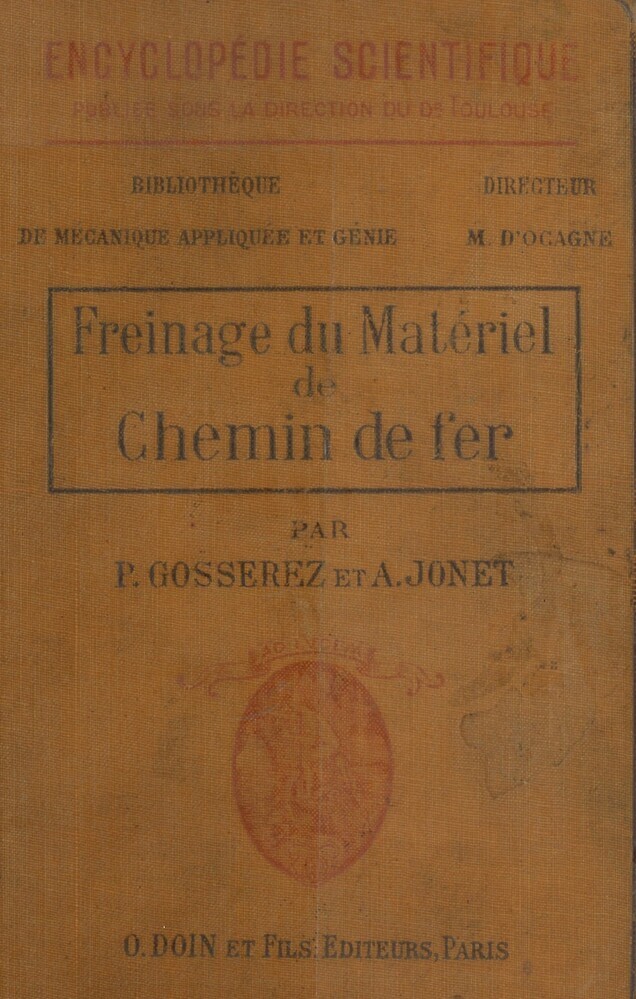 ENCYCLOPÉDIE SCIENTIFIQUE
PUBLIÉE SOUS LA DIRECTION DU Dr TOULOUSE
BIBLIOTHÈQUE
DE MÉCANIQUE APPLIQUÉE ET GÉNIE
DIRECTEUR
M. D'OCAGNE
Freinage du Matériel
de
Chemin de fer
PAR
P. GOSSEREZ ET A. JONET
O. DOIN ET FILS. EDITEURS, PARIS